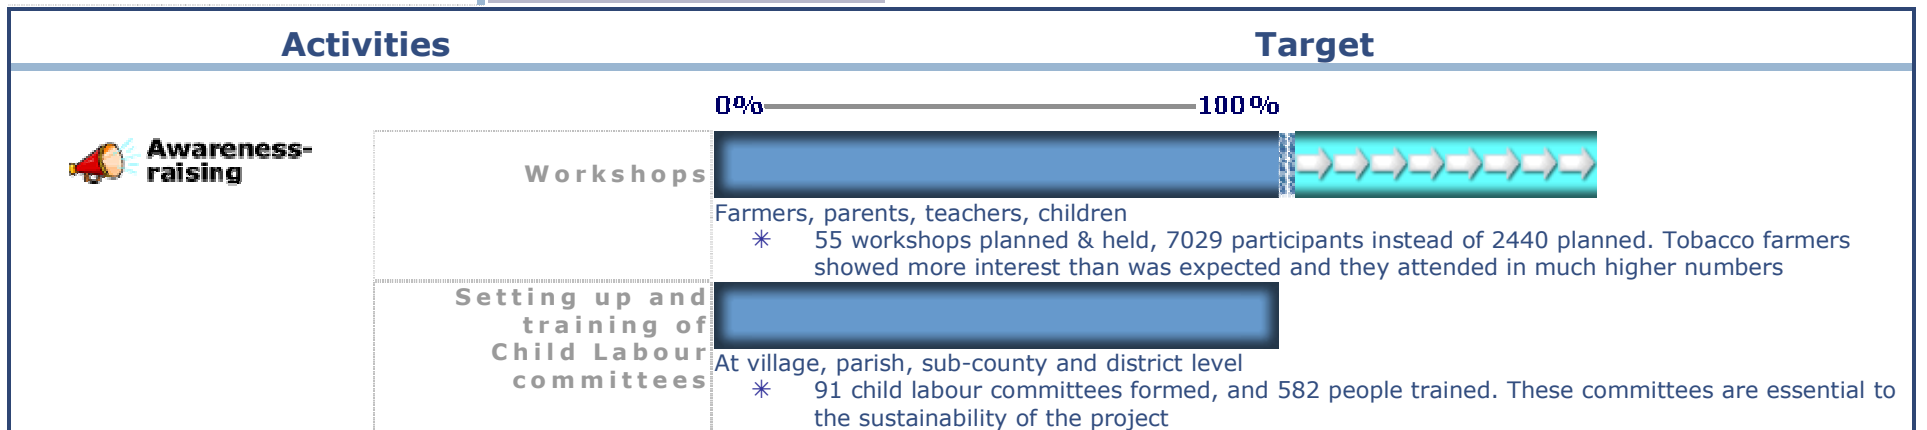 Activities Target
0% 100%
Awareness-
raising
Workshops
Farmers, parents, teachers, children
✳ 55 workshops planned & held, 7029 participants instead of 2440 planned. Tobacco farmers
showed more interest than was expected and they attended in much higher numbers
Setting up and
training of
Child Labour
committees
At village, parish, sub-county and district level
✳ 91 child labour committees formed, and 582 people trained. These committees are essential to
the sustainability of the project